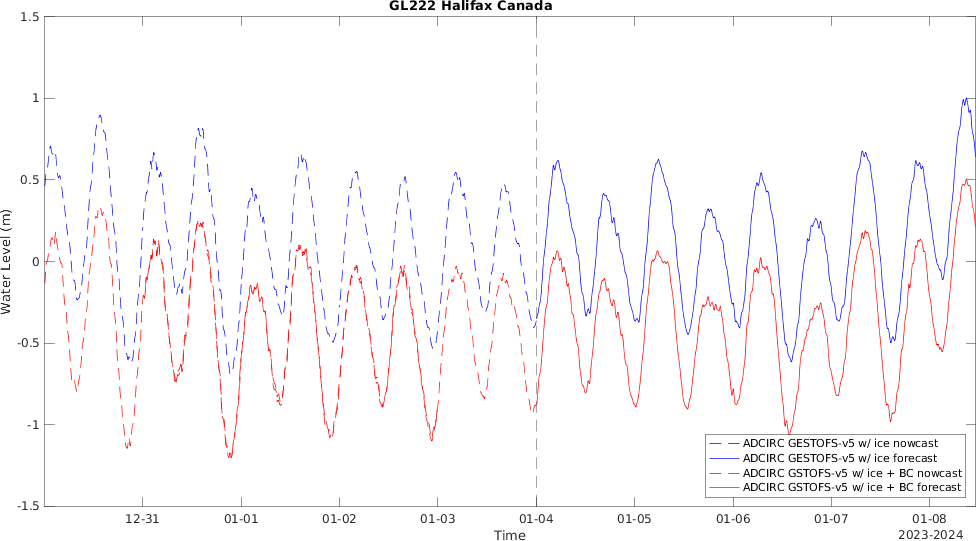 GL222 Halifax Canada
1.5
1
0.5
0
-0.5
-1
-1.5
Water Level (m)
12-31
01-01
01-02
01-03
01-04
01-05
01-06
01-07
01-08
Time
2023-2024
ADCIRC GESTOFS-v5 w/ ice nowcast
ADCIRC GESTOFS-v5 w/ ice forecast
ADCIRC GSTOFS-v5 w/ ice + BC nowcast
ADCIRC GSTOFS-v5 w/ ice + BC forecast